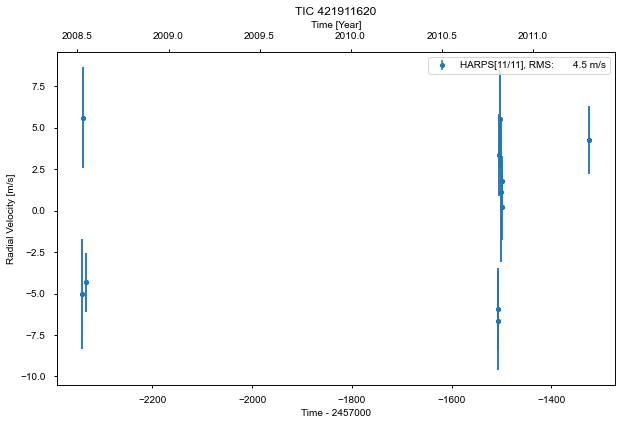 TIC 421911620
Time [Year]
2008.5 2009.0 2009.5 2010.0 2010.5 2011.0
HARPS[11/11], RMS: 4.5 m/s
7.5
5.0
2.5
0.0
−2.5
−5.0
−7.5
−10.0
Radial Velocity [m/s]
−2200 −2000 −1800 −1600 −1400
Time - 2457000